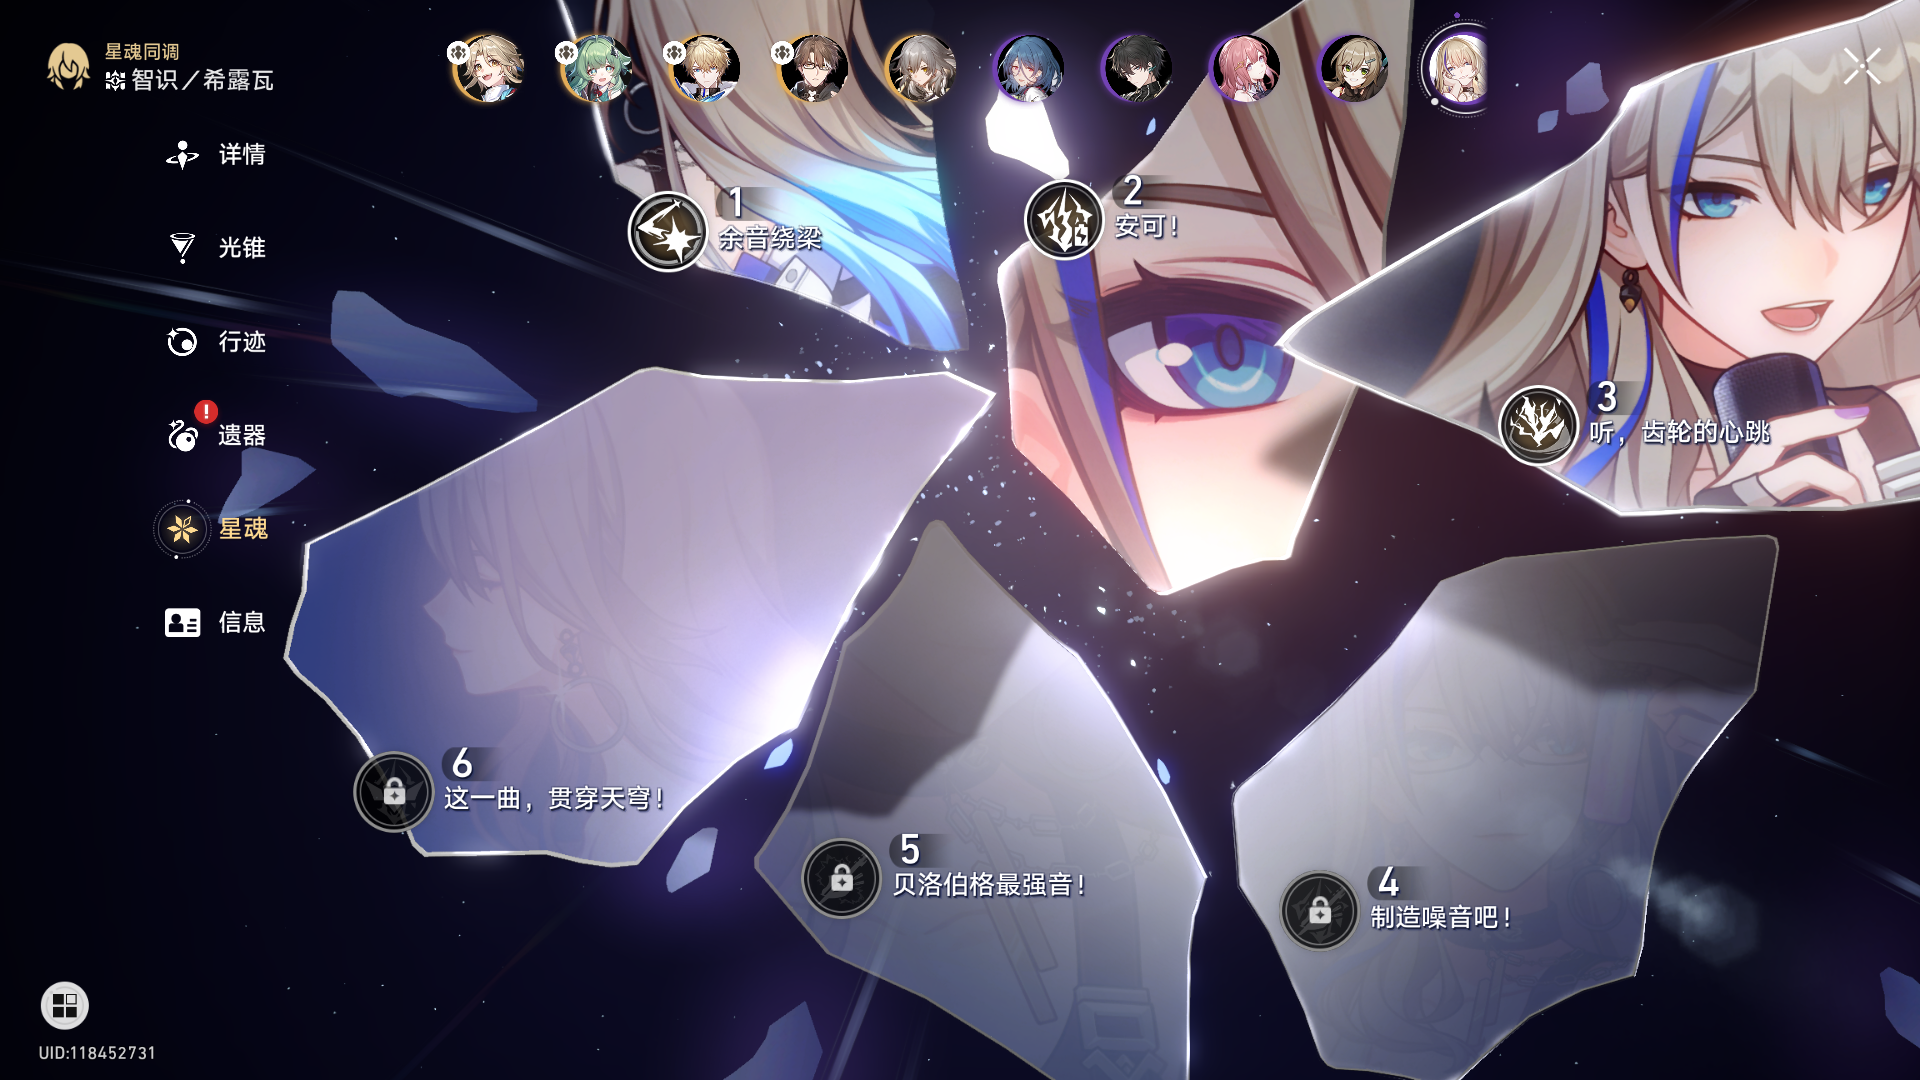 星魂同调
智识／希露瓦
详情
光锥
行迹
遗器
星魂
信息
1
余音绕梁
2
安可！
3
听，齿轮的心跳
6
这一曲，贯穿天穹！
5
贝洛伯格最强音！
4
制造噪音吧！
UID:118452731